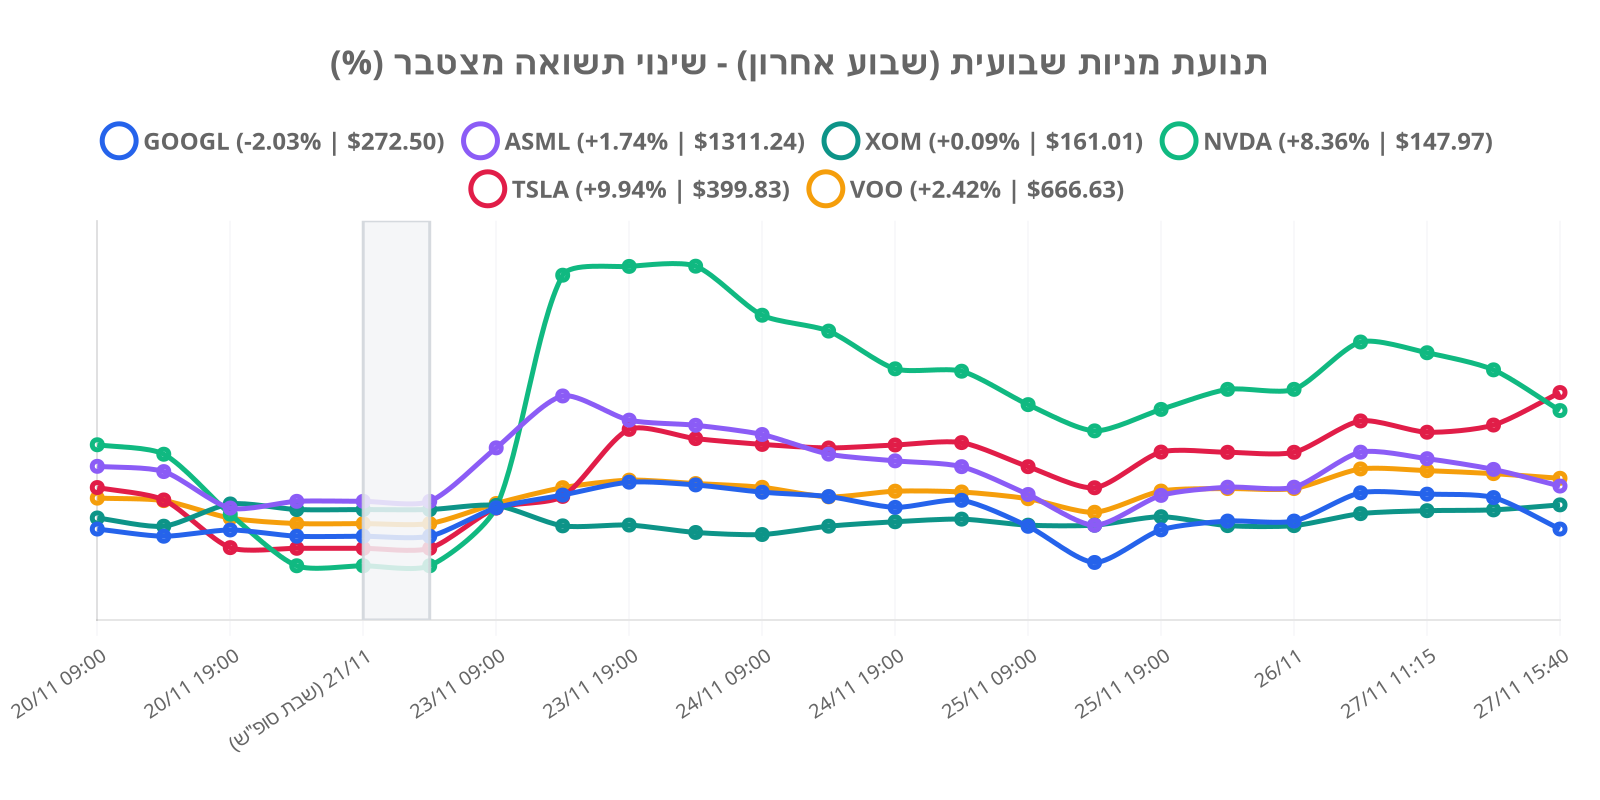 תנועת מניות שבועית (שבוע אחרון) - שינוי תשואה מצטבר (%)
GOOGL (-2.03% | $272.50) ASML (+1.74% | $1311.24) XOM (+0.09% | $161.01) NVDA (+8.36% | $147.97)
TSLA (+9.94% | $399.83) VOO (+2.42% | $666.63)
20/11 09:00
20/11 19:00
21/11 (שבת סופ"ש)
23/11 09:00
23/11 19:00
24/11 09:00
24/11 19:00
25/11 09:00
25/11 19:00
26/11
27/11 11:15
27/11 15:40